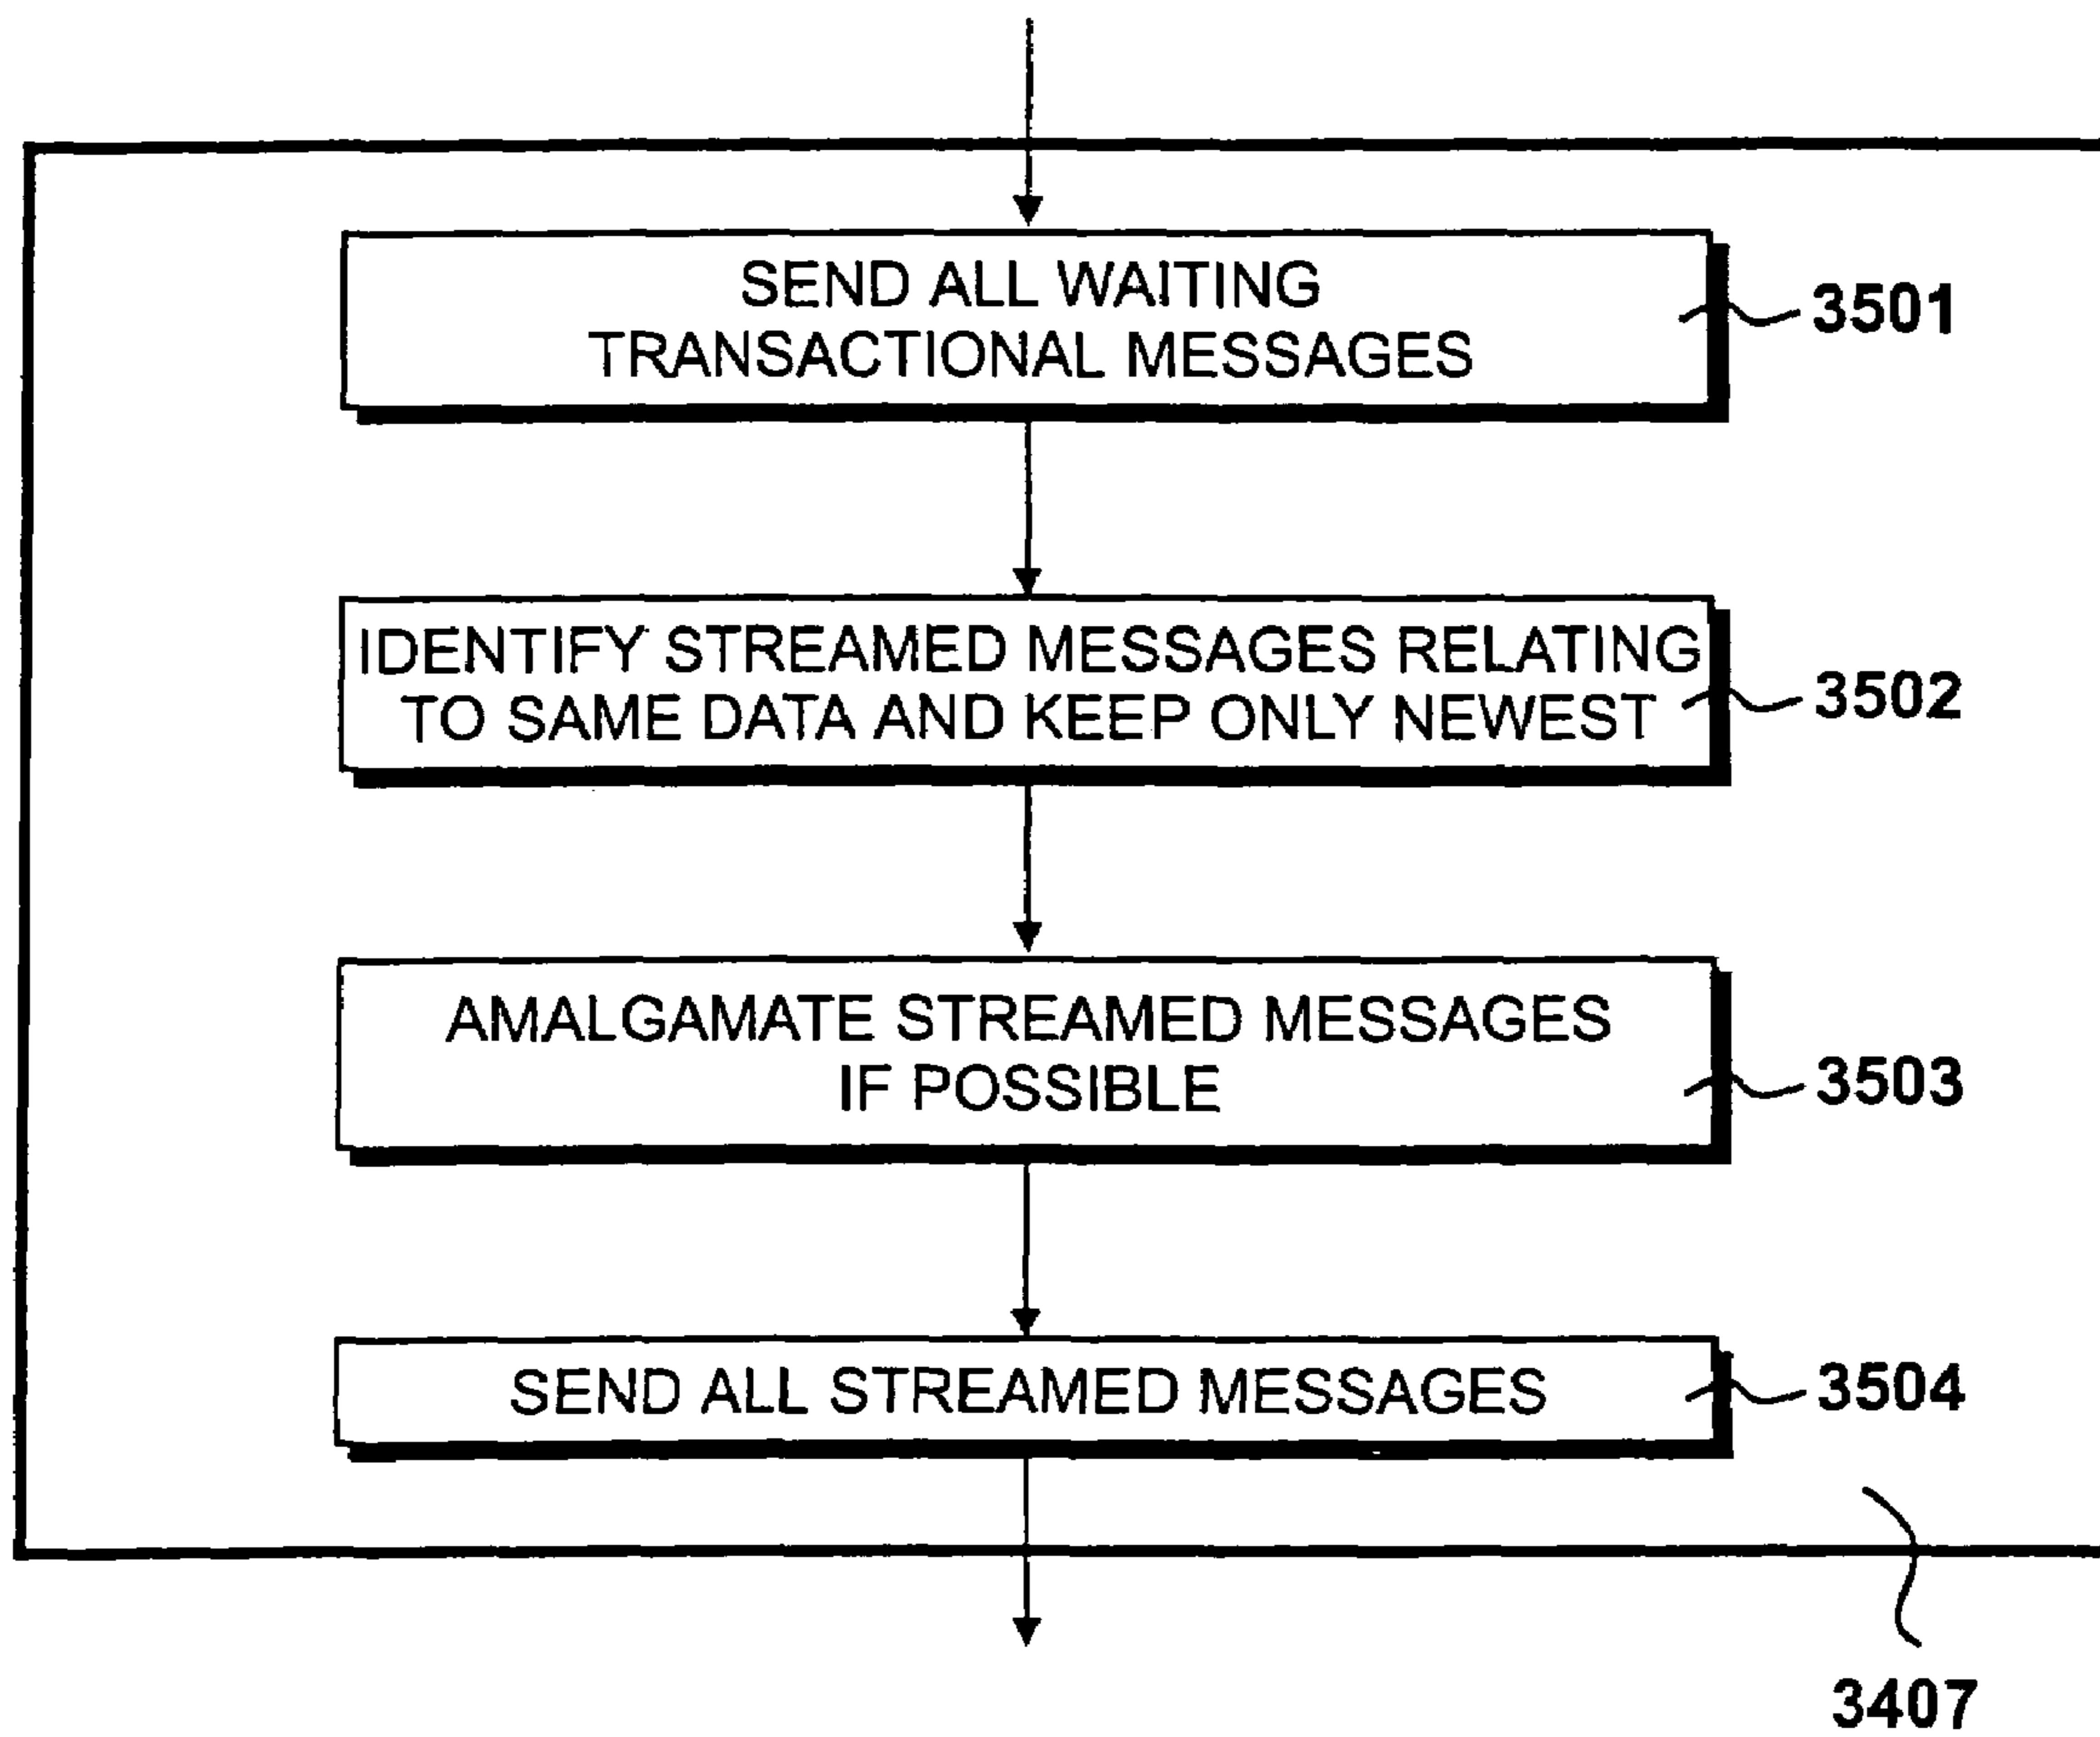 SEND ALL WAITING
TRANSACTIONAL MESSAGES
3501
IDENTIFY STREAMED MESSAGES RELATING
TO SAME DATA AND KEEP ONLY NEWEST
3502
AMALGAMATE STREAMED MESSAGES
IF POSSIBLE
3503
SEND ALL STREAMED MESSAGES
3504
3407